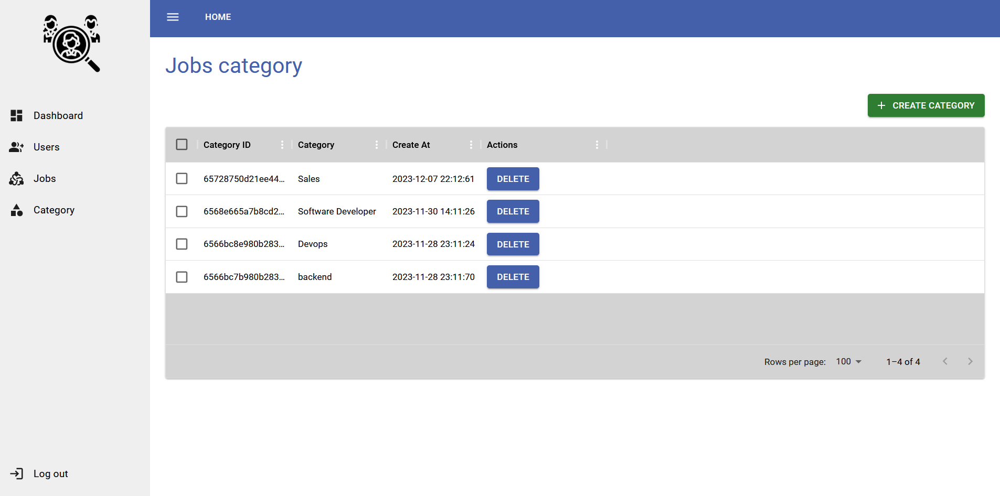 HOME
Jobs category
CREATE CATEGORY
Dashboard
Users
Jobs
Category
Log out
Category ID Category Create At Actions
65728750d21ee44... Sales 2023-12-07 22:12:61 DELETE
6568e665a7b8cd2... Software Developer 2023-11-30 14:11:26 DELETE
6566bc8e980b283... Devops 2023-11-28 23:11:24 DELETE
6566bc7b980b283... backend 2023-11-28 23:11:70 DELETE
Rows per page: 100 1–4 of 4